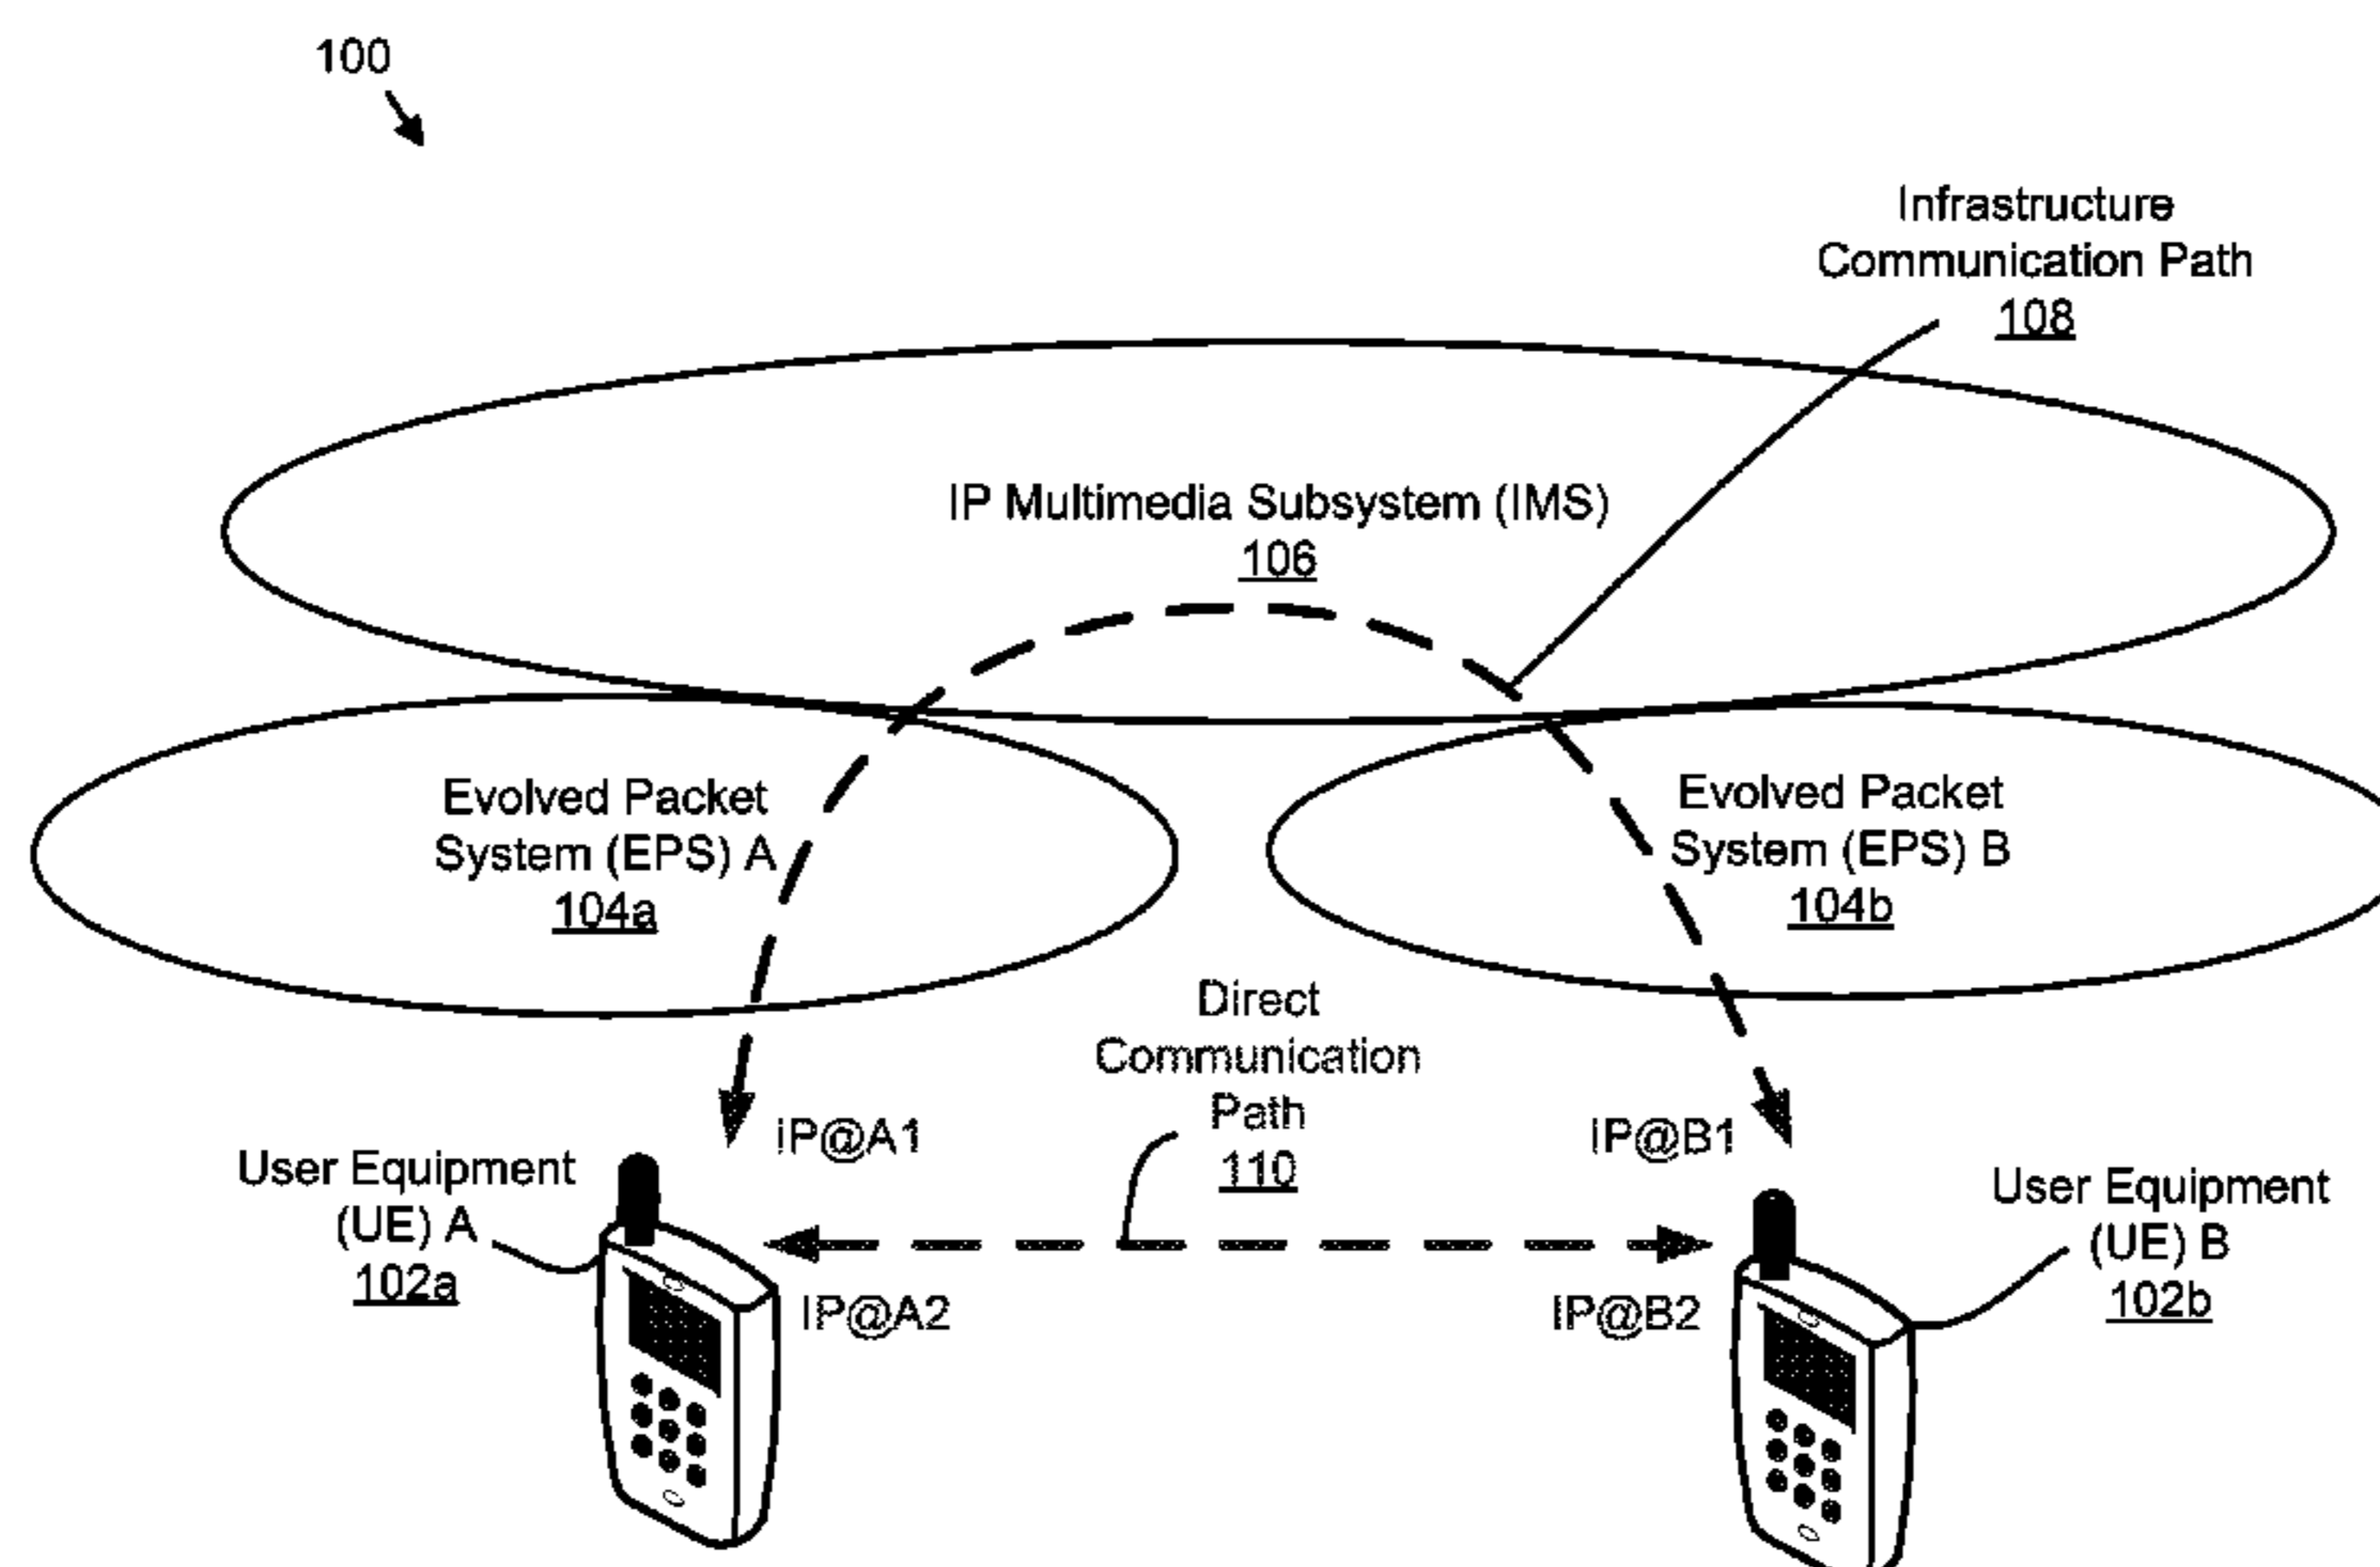 100
Infrastructure
Communication Path
108
IP Multimedia Subsystem (IMS)
106
Evolved Packet
System (EPS) A
104a
Evolved Packet
System (EPS) B
104b
Direct
Communication
Path
110
IP@A1
IP@B1
User Equipment
(UE) A
102a
User Equipment
(UE) B
102b
IP@A2
IP@B2